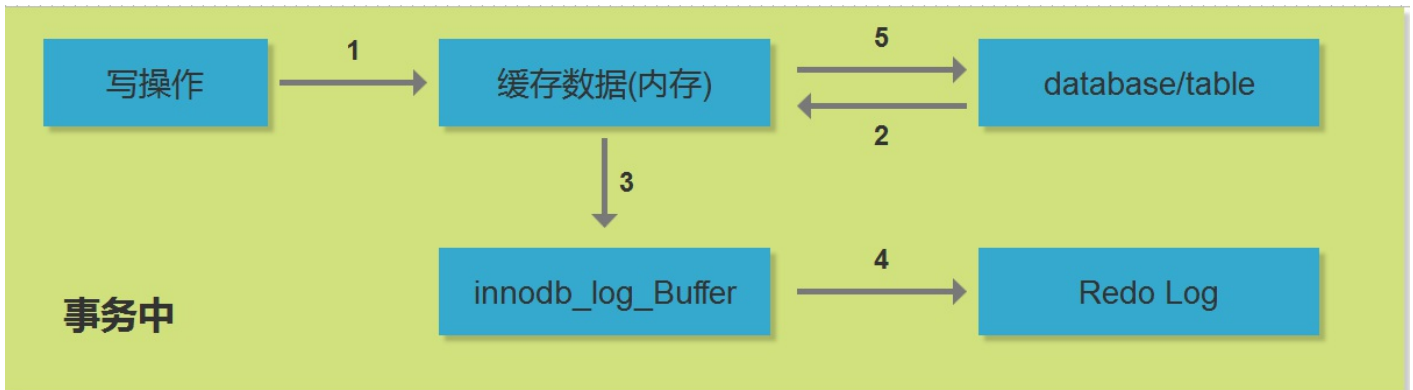 写操作
1
缓存数据(内存)
5
2
database/table
3
innodb_log_Buffer
4
Redo Log
事务中